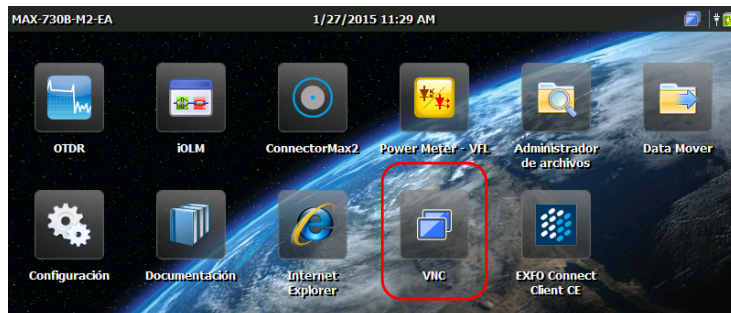 MAX-730B-M2-EA 1/27/2015 11:29 AM
OTDR iOLM ConnectorMax2 Power Meter - VFL Administrador de archivos Data Mover
Configuración Documentación Internet Explorer VNC EXFO Connect Client CE